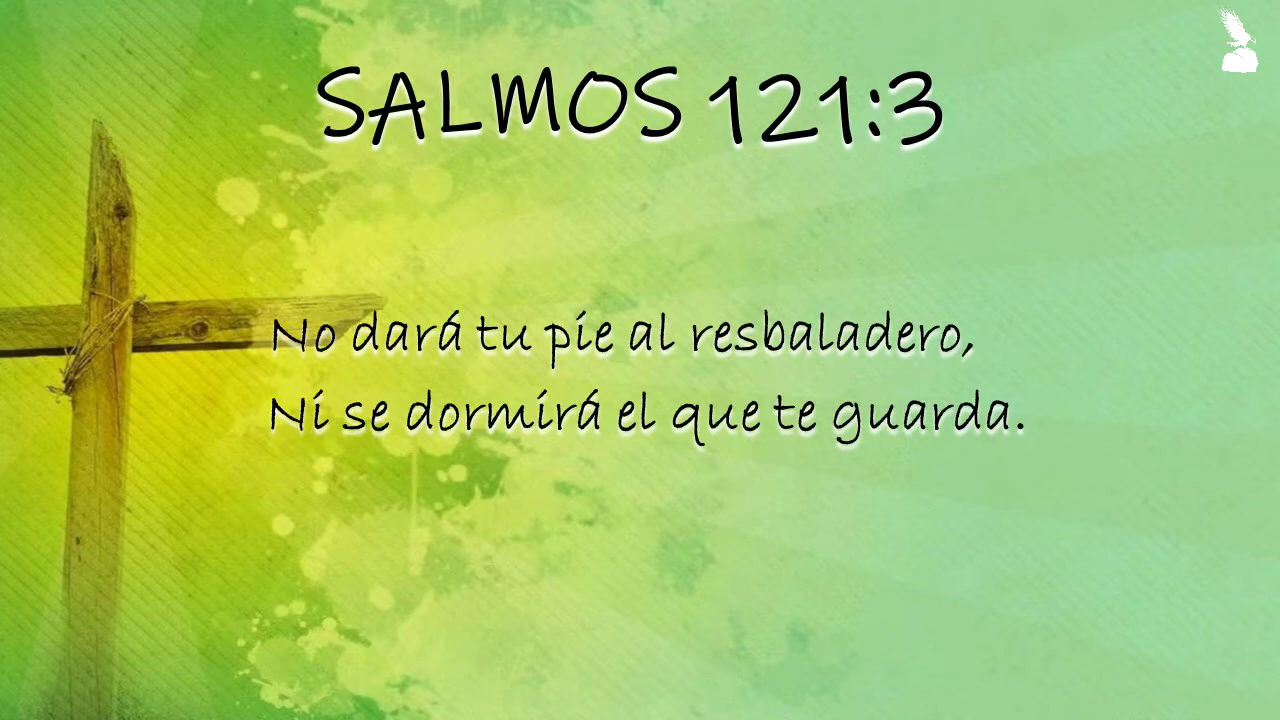 SALMOS 121:3
No dará tu pie al resbaladero,
Ni se dormirá el que te guarda.